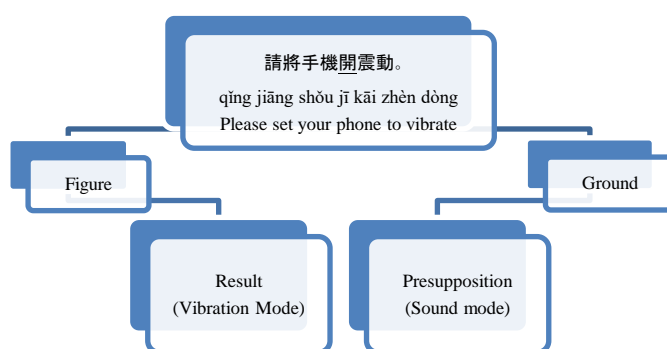 請將手機開震動。
qǐng jiāng shǒu jī kāi zhèn dòng
Please set your phone to vibrate
Figure
Ground
Result
(Vibration Mode)
Presupposition
(Sound mode)